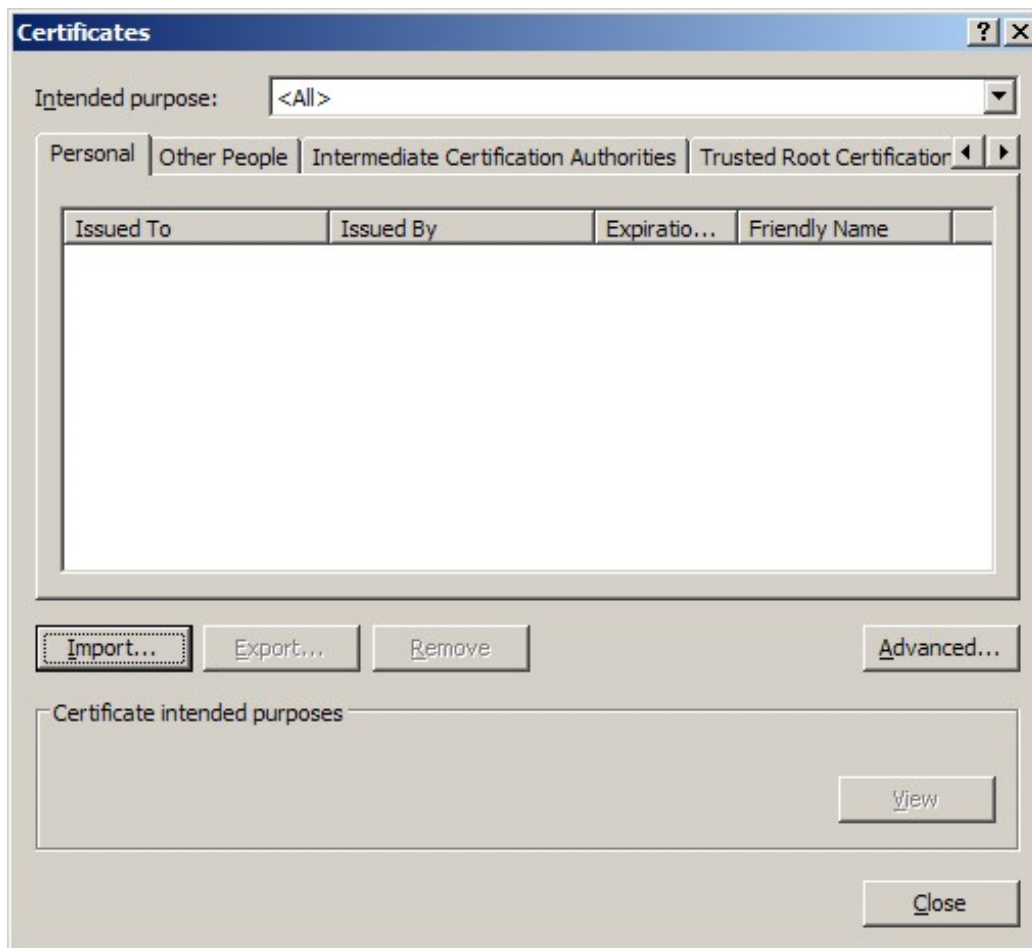 Certificates
Intended purpose: <All>
Personal Other People Intermediate Certification Authorities Trusted Root Certification
Issued To Issued By Expiratio... Friendly Name
Import... Export... Remove Advanced...
Certificate intended purposes
View
Close